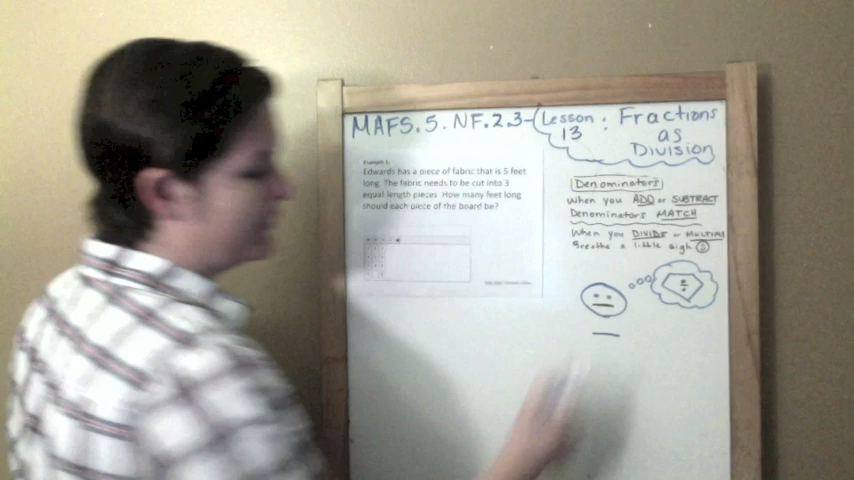 MAFS.5.NF.2.3- Lesson 13 : Fractions as Division
Example 1:
Edwards has a piece of fabric that is 5 feet
long. The fabric needs to be cut into 3
equal-length pieces. How many feet long
should each piece of the board be?
Denominators
When you ADD or SUBTRACT
Denominators MATCH
When you DIVIDE or MULTIPLY
Breathe a little sigh